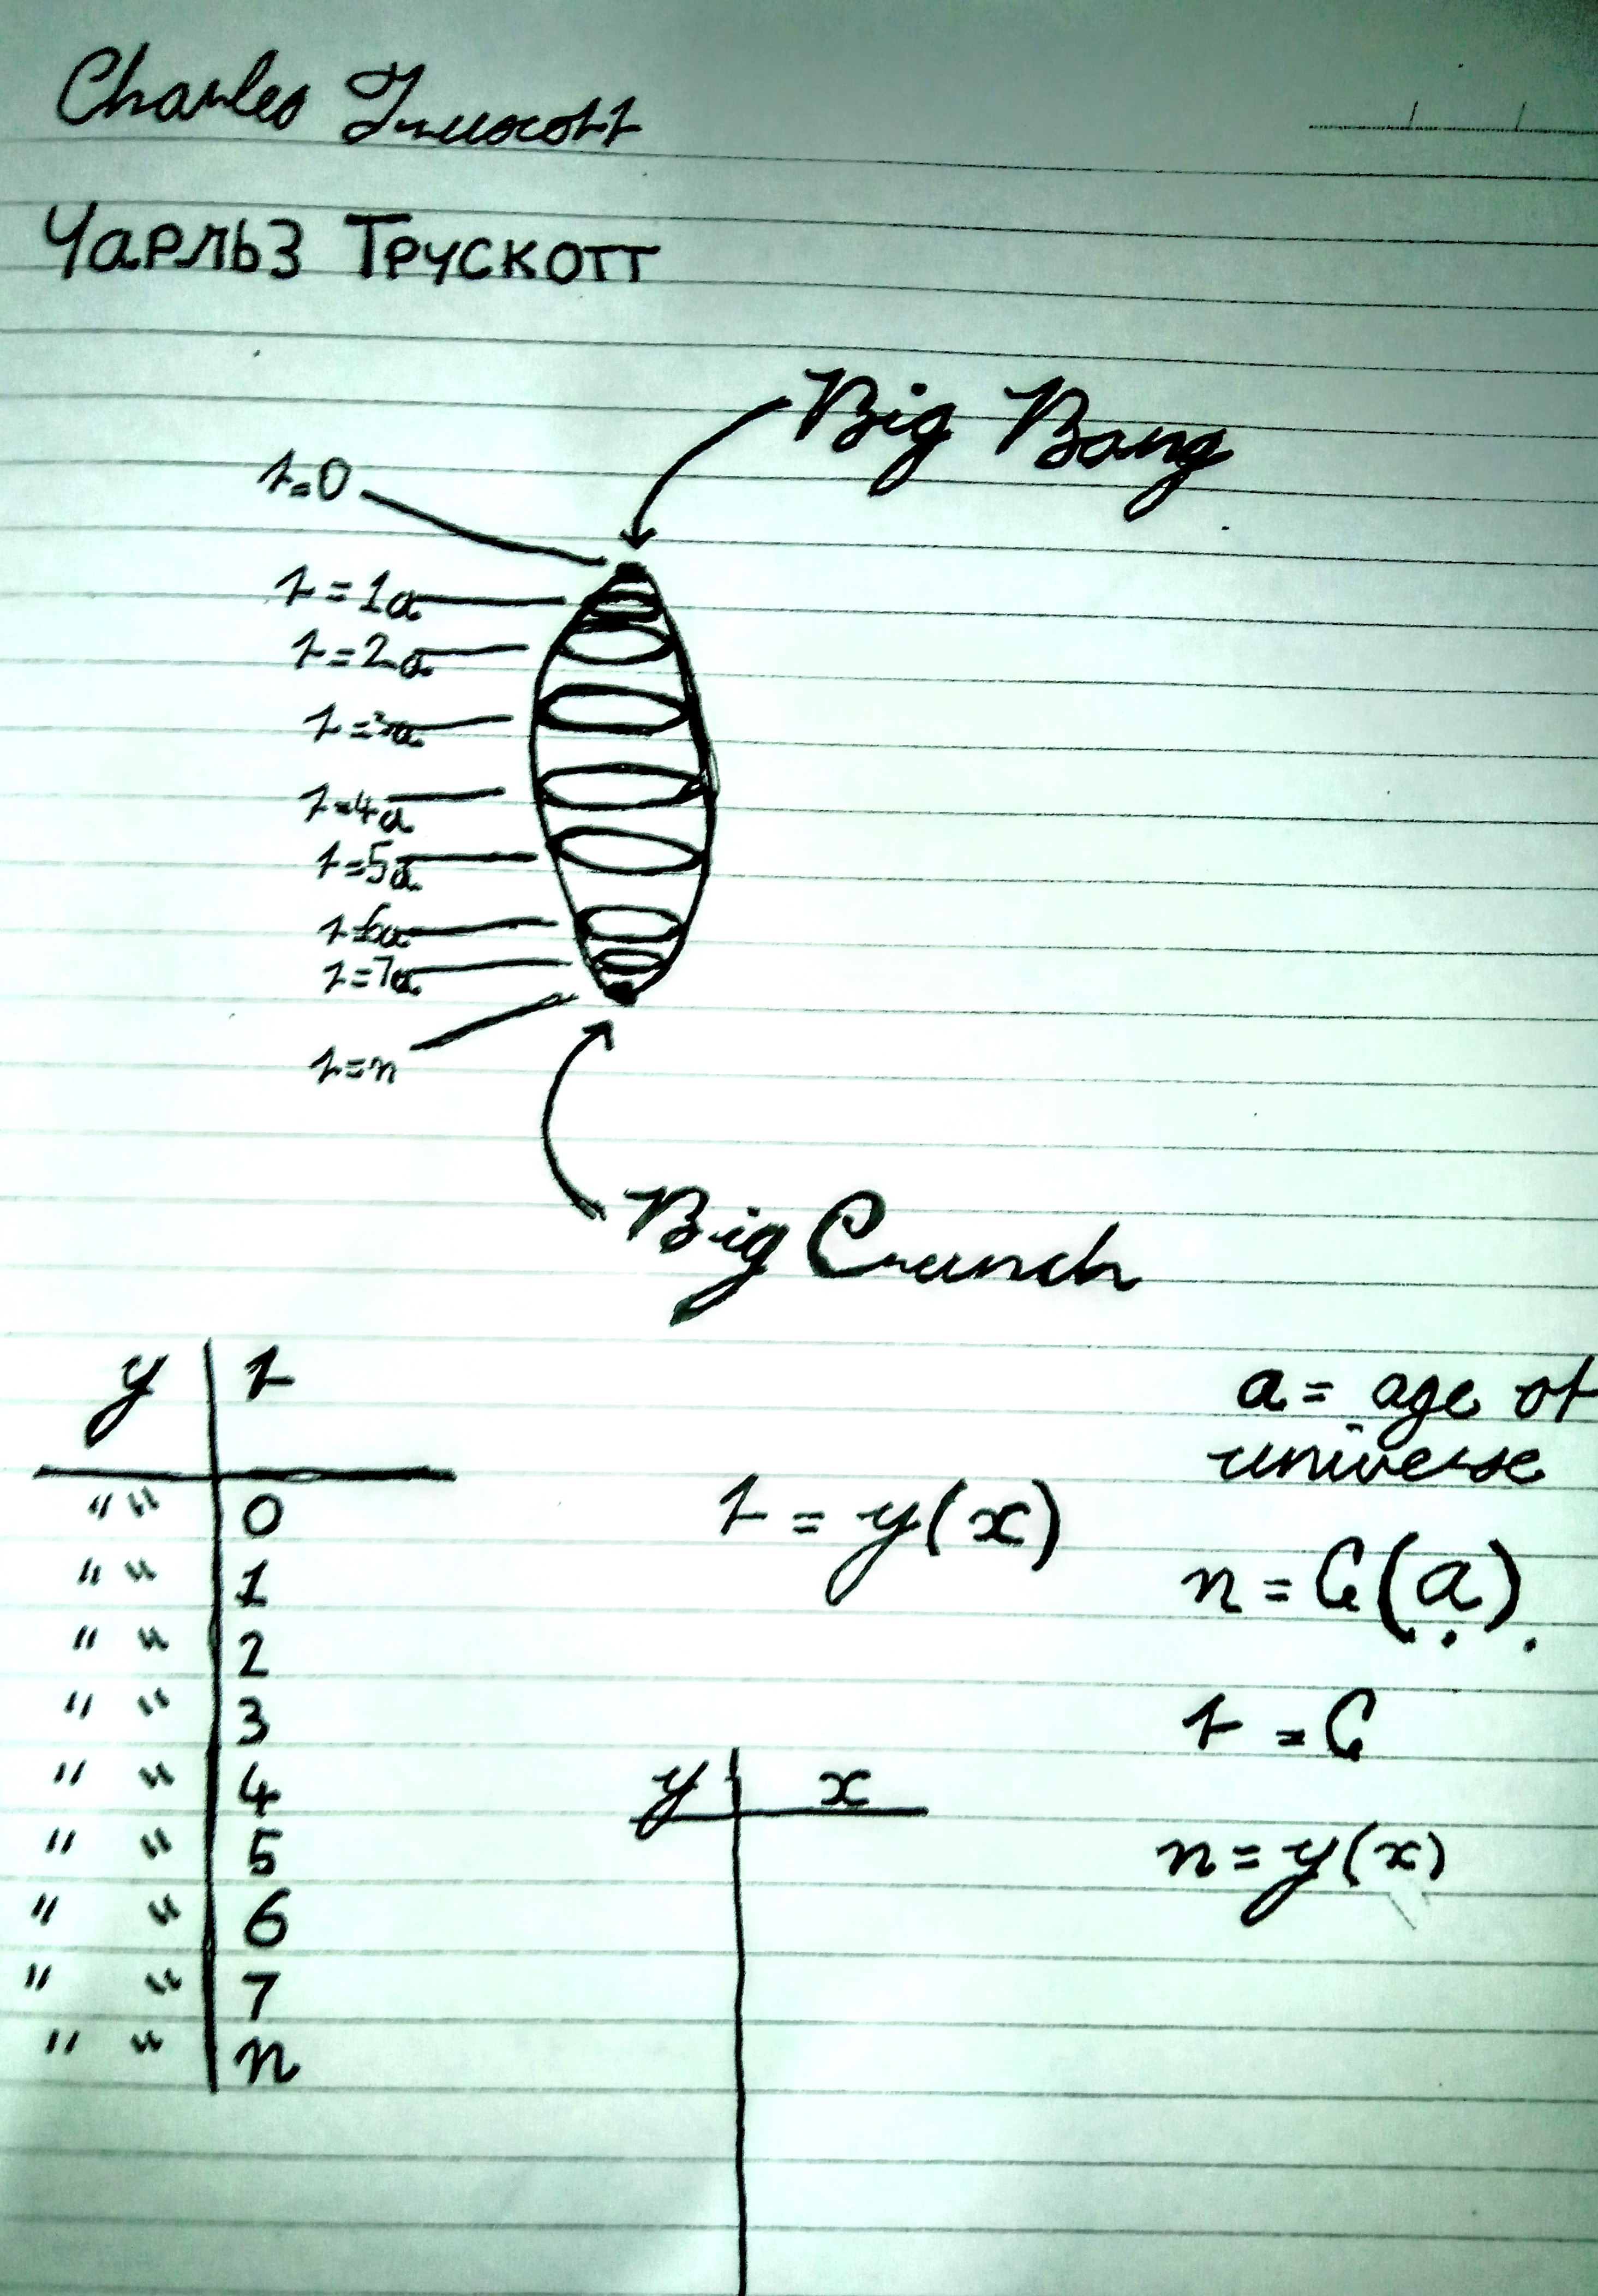 Charles Truscott
Чарльз Трускотт
Big Bang
t=0
t=1a
t=2a
t=3a
t=4a
t=5a
t=6a
t=7a
t=n
Big Crunch
y t
"" 0
" " 1
" " 2
" " 3
" " 4
" " 5
" " 6
" " 7
" " n
t = y(x)
y x
a = age of
universe
n = C(a).
t = C
n = y(x)